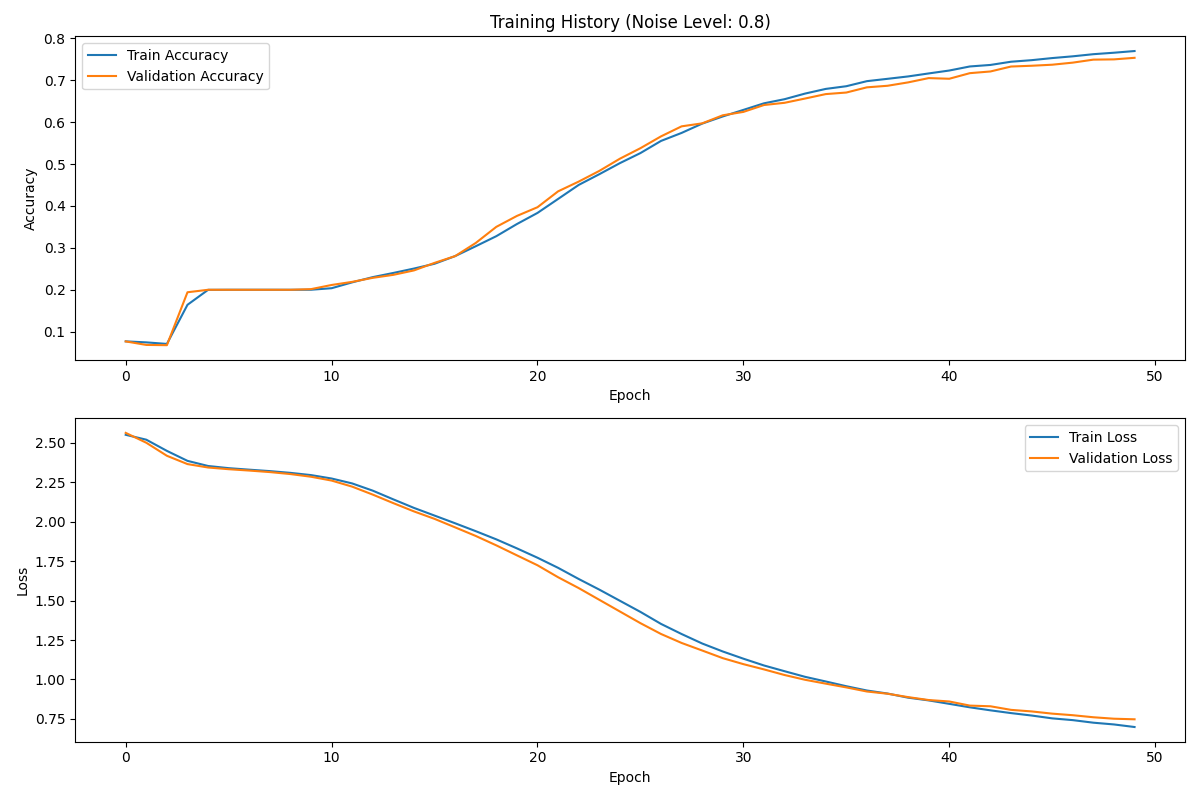 Training History (Noise Level: 0.8)
Train Accuracy
Validation Accuracy
Accuracy
0.8
0.7
0.6
0.5
0.4
0.3
0.2
0.1
0 10 20 30 40 50
Epoch
Train Loss
Validation Loss
Loss
2.50
2.25
2.00
1.75
1.50
1.25
1.00
0.75
0 10 20 30 40 50
Epoch